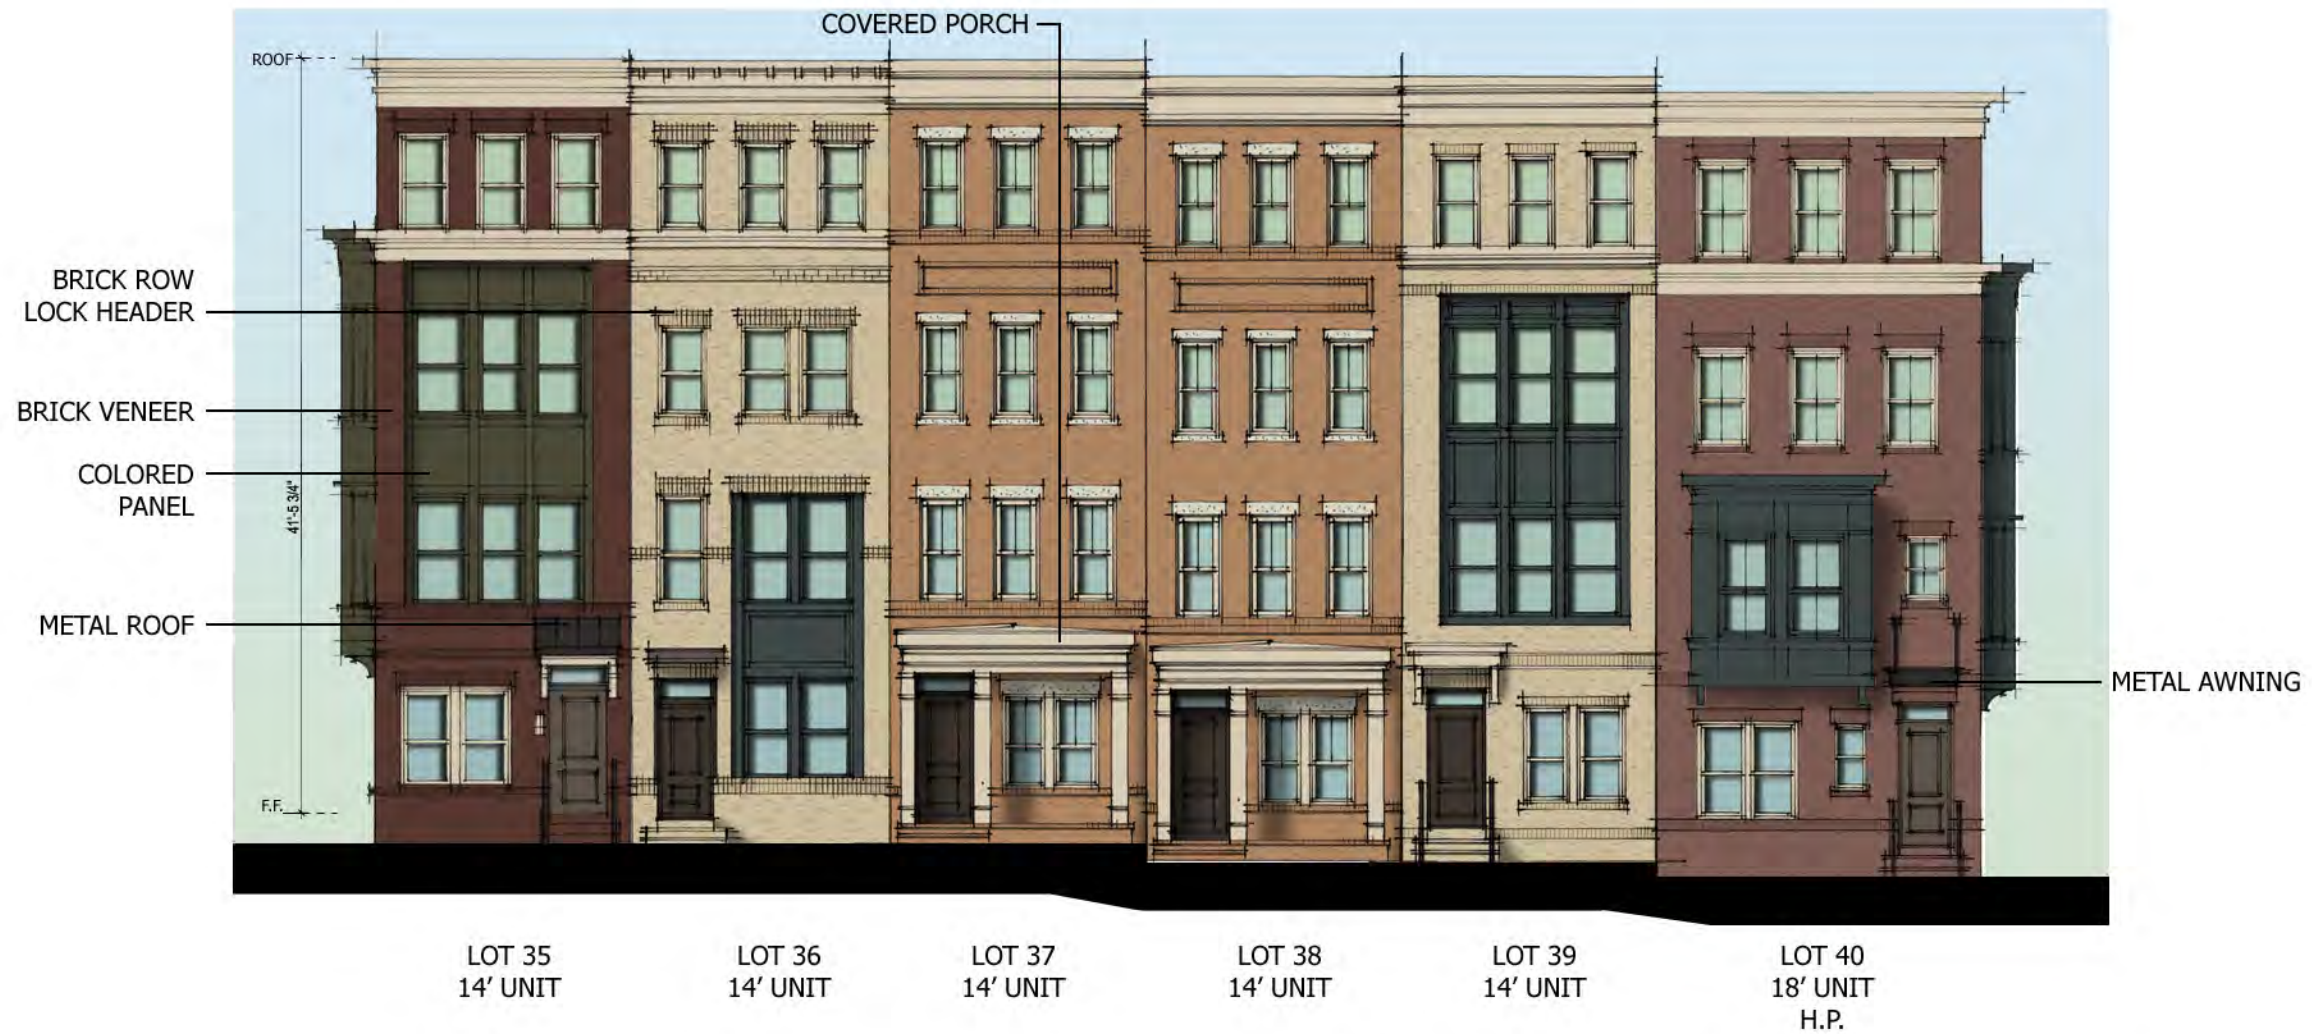 COVERED PORCH
ROOF
BRICK ROW
LOCK HEADER
BRICK VENEER
COLORED
PANEL
41'-5 3/4"
METAL ROOF
METAL AWNING
F.F.
LOT 35
14’ UNIT
LOT 36
14’ UNIT
LOT 37
14’ UNIT
LOT 38
14’ UNIT
LOT 39
14’ UNIT
LOT 40
18’ UNIT
H.P.